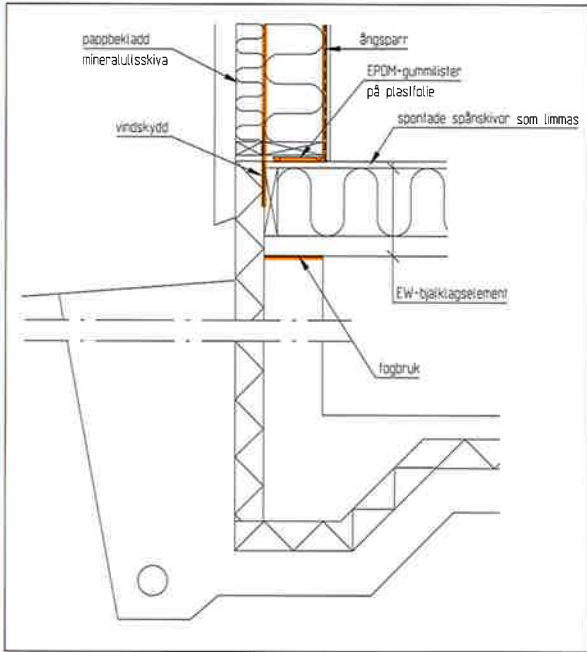 pappbeklädd
mineralullsskiva
ångspärr
EPDM-gummilister
på plastfolie
spontade spånskivor som limmas
vindskydd
EW-bjälklagselement
fogbruk